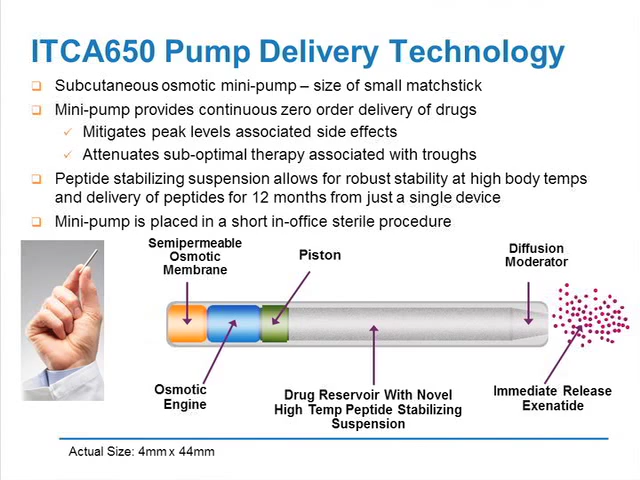 ITCA650 Pump Delivery Technology
Subcutaneous osmotic mini-pump – size of small matchstick
Mini-pump provides continuous zero order delivery of drugs
Mitigates peak levels associated side effects
Attenuates sub-optimal therapy associated with troughs
Peptide stabilizing suspension allows for robust stability at high body temps
and delivery of peptides for 12 months from just a single device
Mini-pump is placed in a short in-office sterile procedure
Semipermeable
Osmotic
Membrane
Piston
Diffusion
Moderator
Osmotic
Engine
Drug Reservoir With Novel
High Temp Peptide Stabilizing
Suspension
Immediate Release
Exenatide
Actual Size: 4mm x 44mm